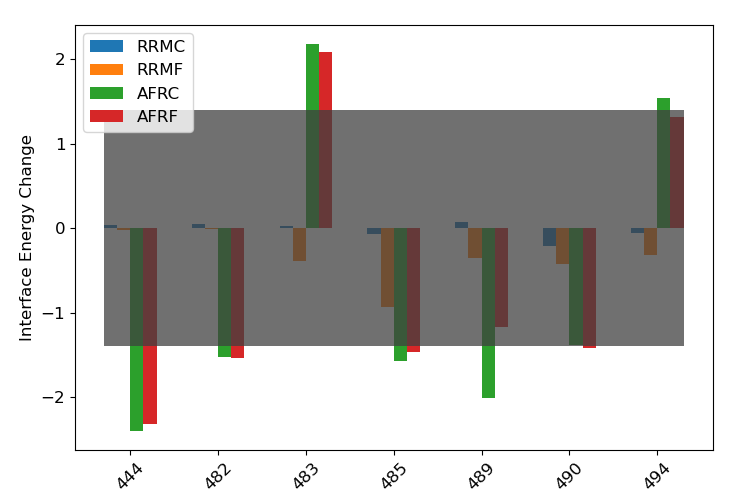 RRMC
RRMF
AFRC
AFRF
Interface Energy Change
2
1
0
−1
−2
444
482
483
485
489
490
494